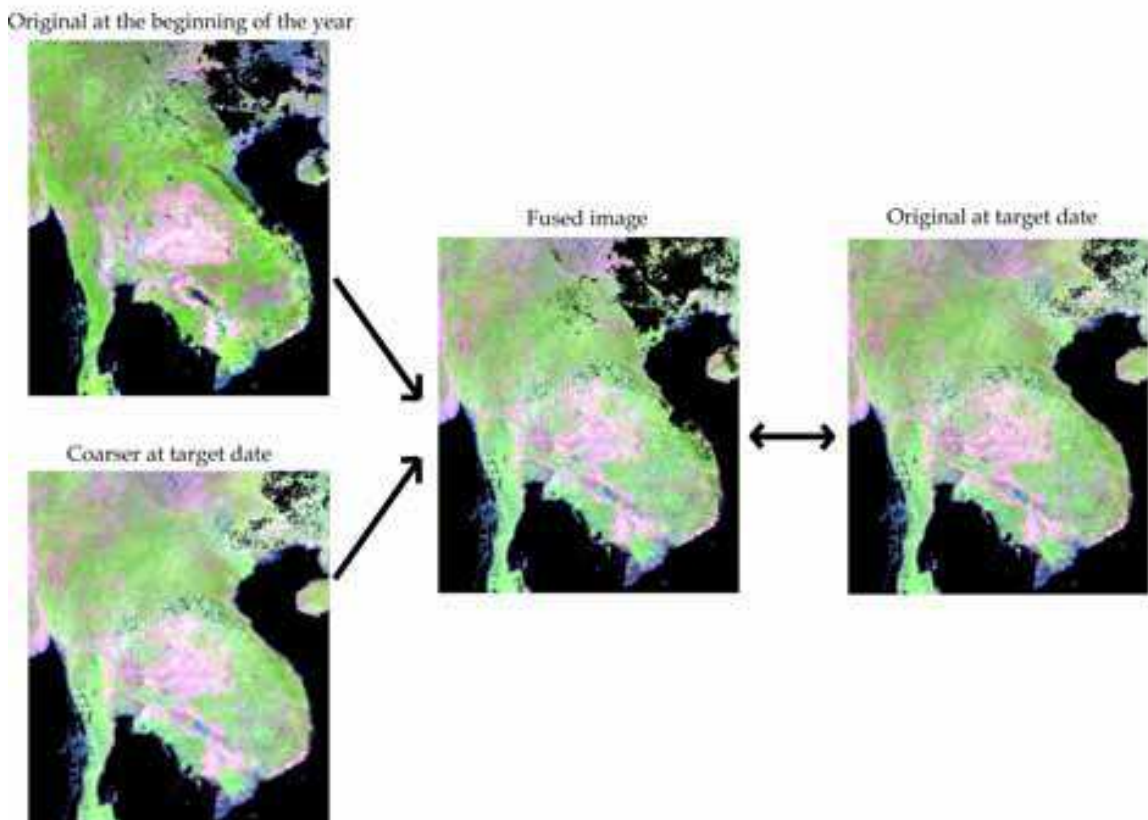 Original at the beginning of the year
Fused image
Original at target date
Coarser at target date